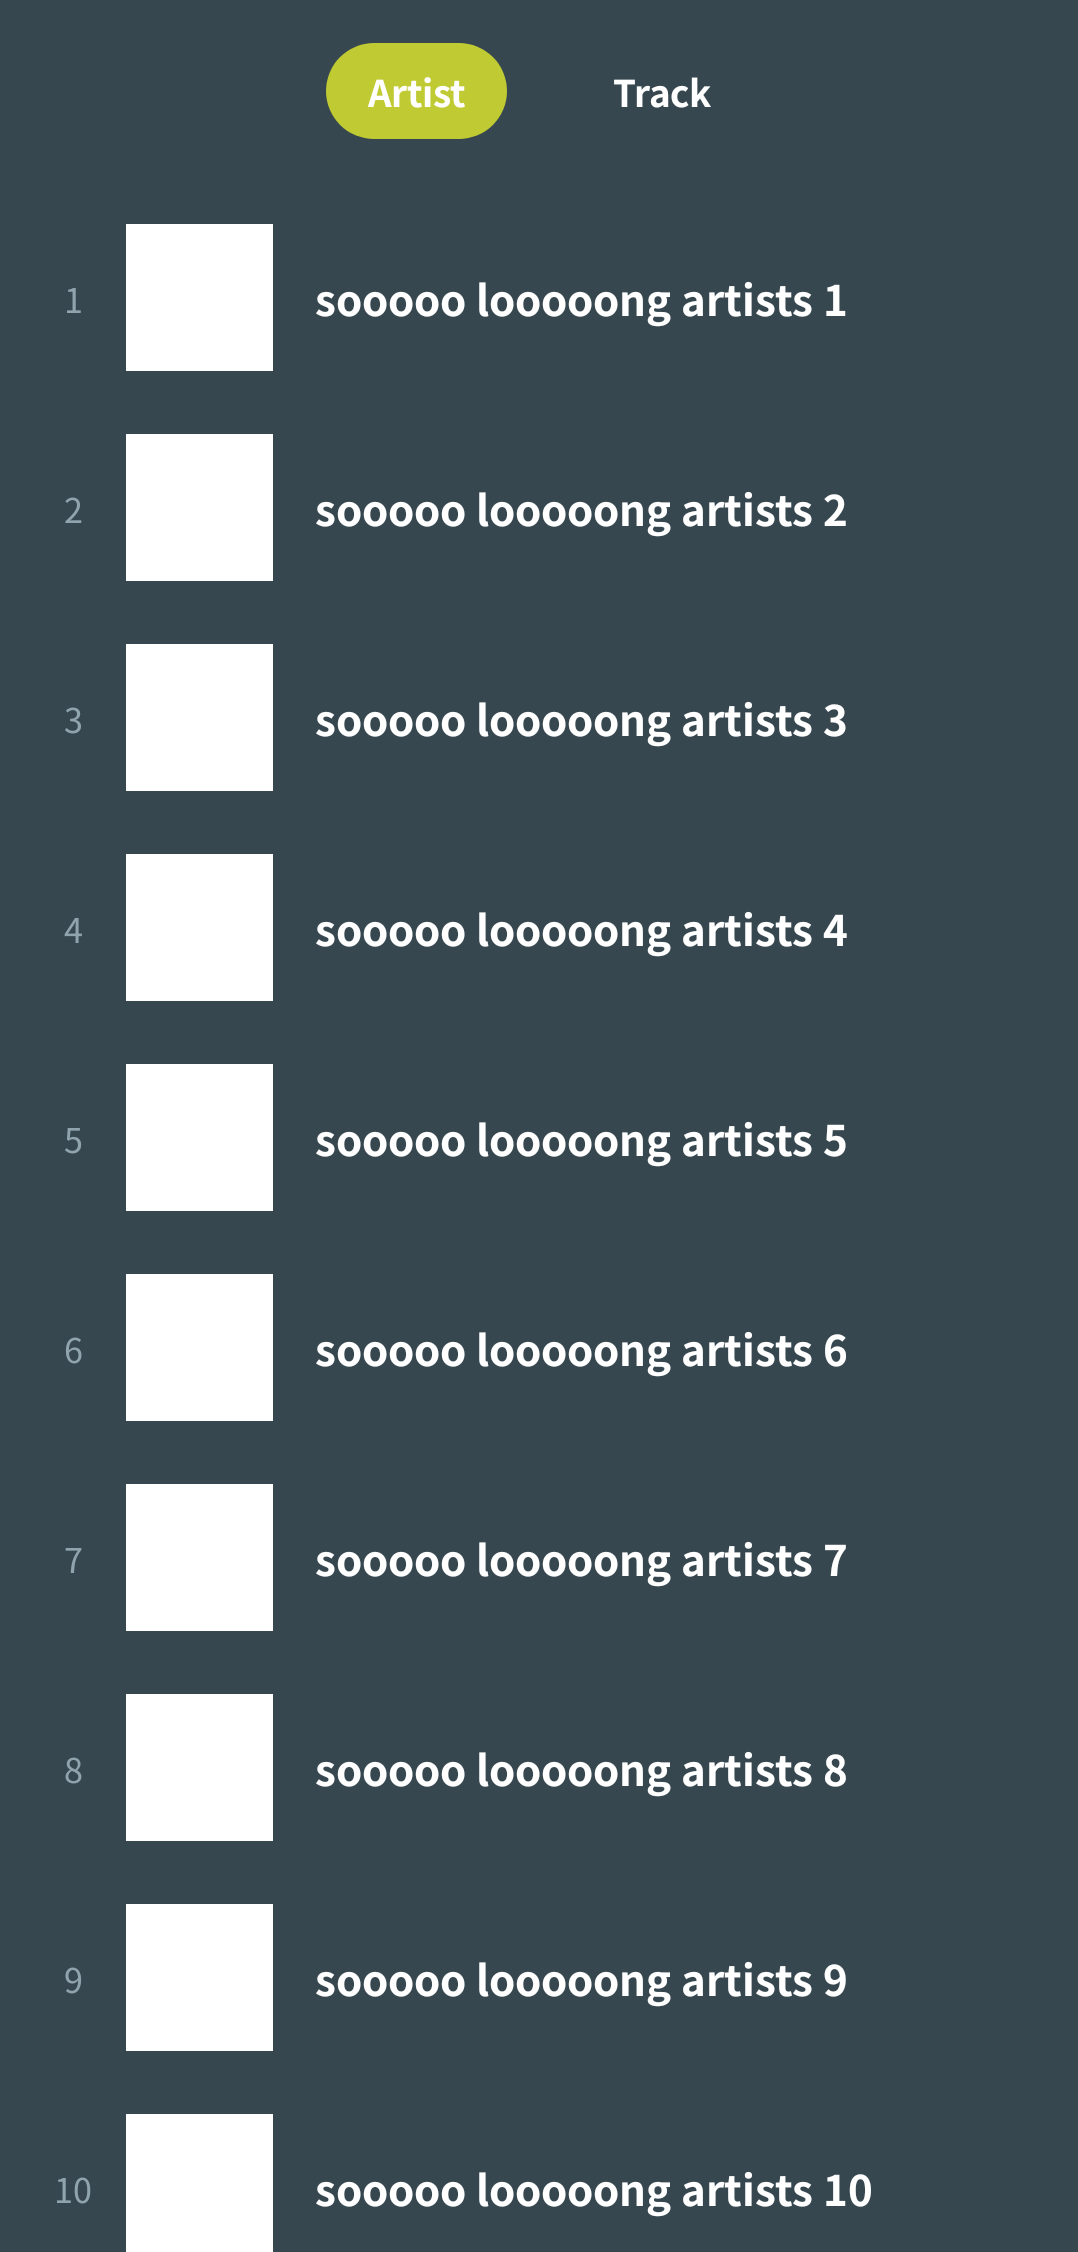 Artist Track
1 sooooo looooong artists 1
2 sooooo looooong artists 2
3 sooooo looooong artists 3
4 sooooo looooong artists 4
5 sooooo looooong artists 5
6 sooooo looooong artists 6
7 sooooo looooong artists 7
8 sooooo looooong artists 8
9 sooooo looooong artists 9
10 sooooo looooong artists 10